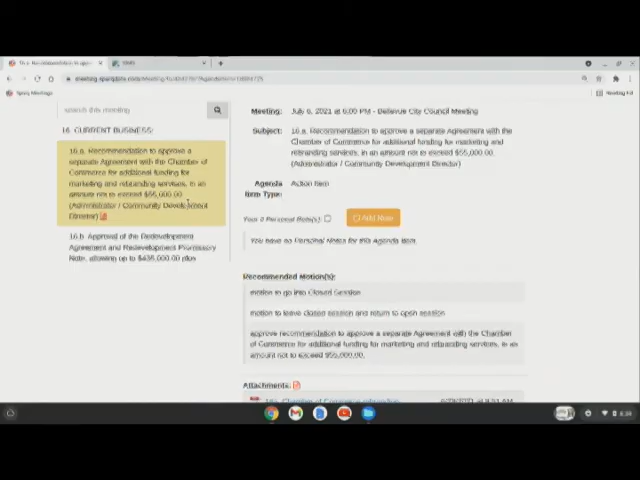 Sparq Meetings
search this meeting
16. CURRENT BUSINESS:
16.a. Recommendation to approve a
separate Agreement with the Chamber of
Commerce for additional funding for
marketing and rebranding services, in an
amount not to exceed $55,000.00
(Administrator / Community Development
Director)
16.b. Approval of the Redevelopment
Agreement and Redevelopment Promissory
Note, allowing up to $435,000.00 plus
Meeting: July 6, 2021 at 6:00 PM - Bellevue City Council Meeting
Subject: 16.a. Recommendation to approve a separate Agreement with the
Chamber of Commerce for additional funding for marketing and
rebranding services, in an amount not to exceed $55,000.00.
(Administrator / Community Development Director)
Agenda Item Type: Action Item
Add Note
You have no Personal Notes for this Agenda Item.
Recommended Motion(s):
motion to go into Closed Session
motion to leave closed session and return to open session
approve recommendation to approve a separate Agreement with the Chamber
of Commerce for additional funding for marketing and rebranding services, in an
amount not to exceed $55,000.00.
Attachments: